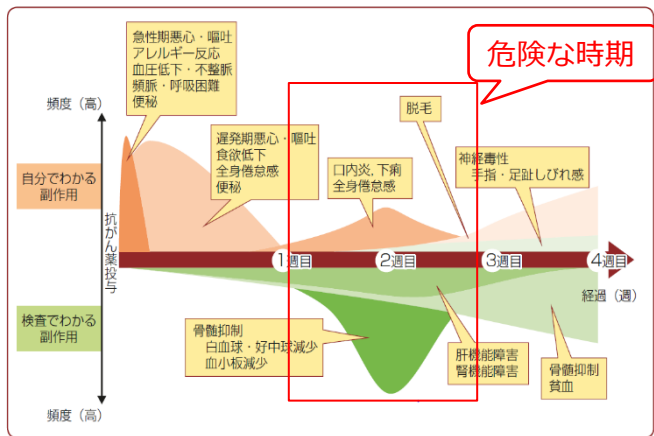 急性期悪心・嘔吐
アレルギー反応
血圧低下・不整脈
頻脈・呼吸困難
便秘
危険な時期
頻度（高）
脱毛
遅発期悪心・嘔吐
食欲低下
全身倦怠感
便秘
口内炎，下痢
全身倦怠感
神経毒性
手指・足趾しびれ感
自分でわかる
副作用
抗がん薬投与
1週目
2週目
3週目
4週目
経過（週）
検査でわかる
副作用
骨髄抑制
白血球・好中球減少
血小板減少
肝機能障害
腎機能障害
骨髄抑制
貧血
頻度（高）